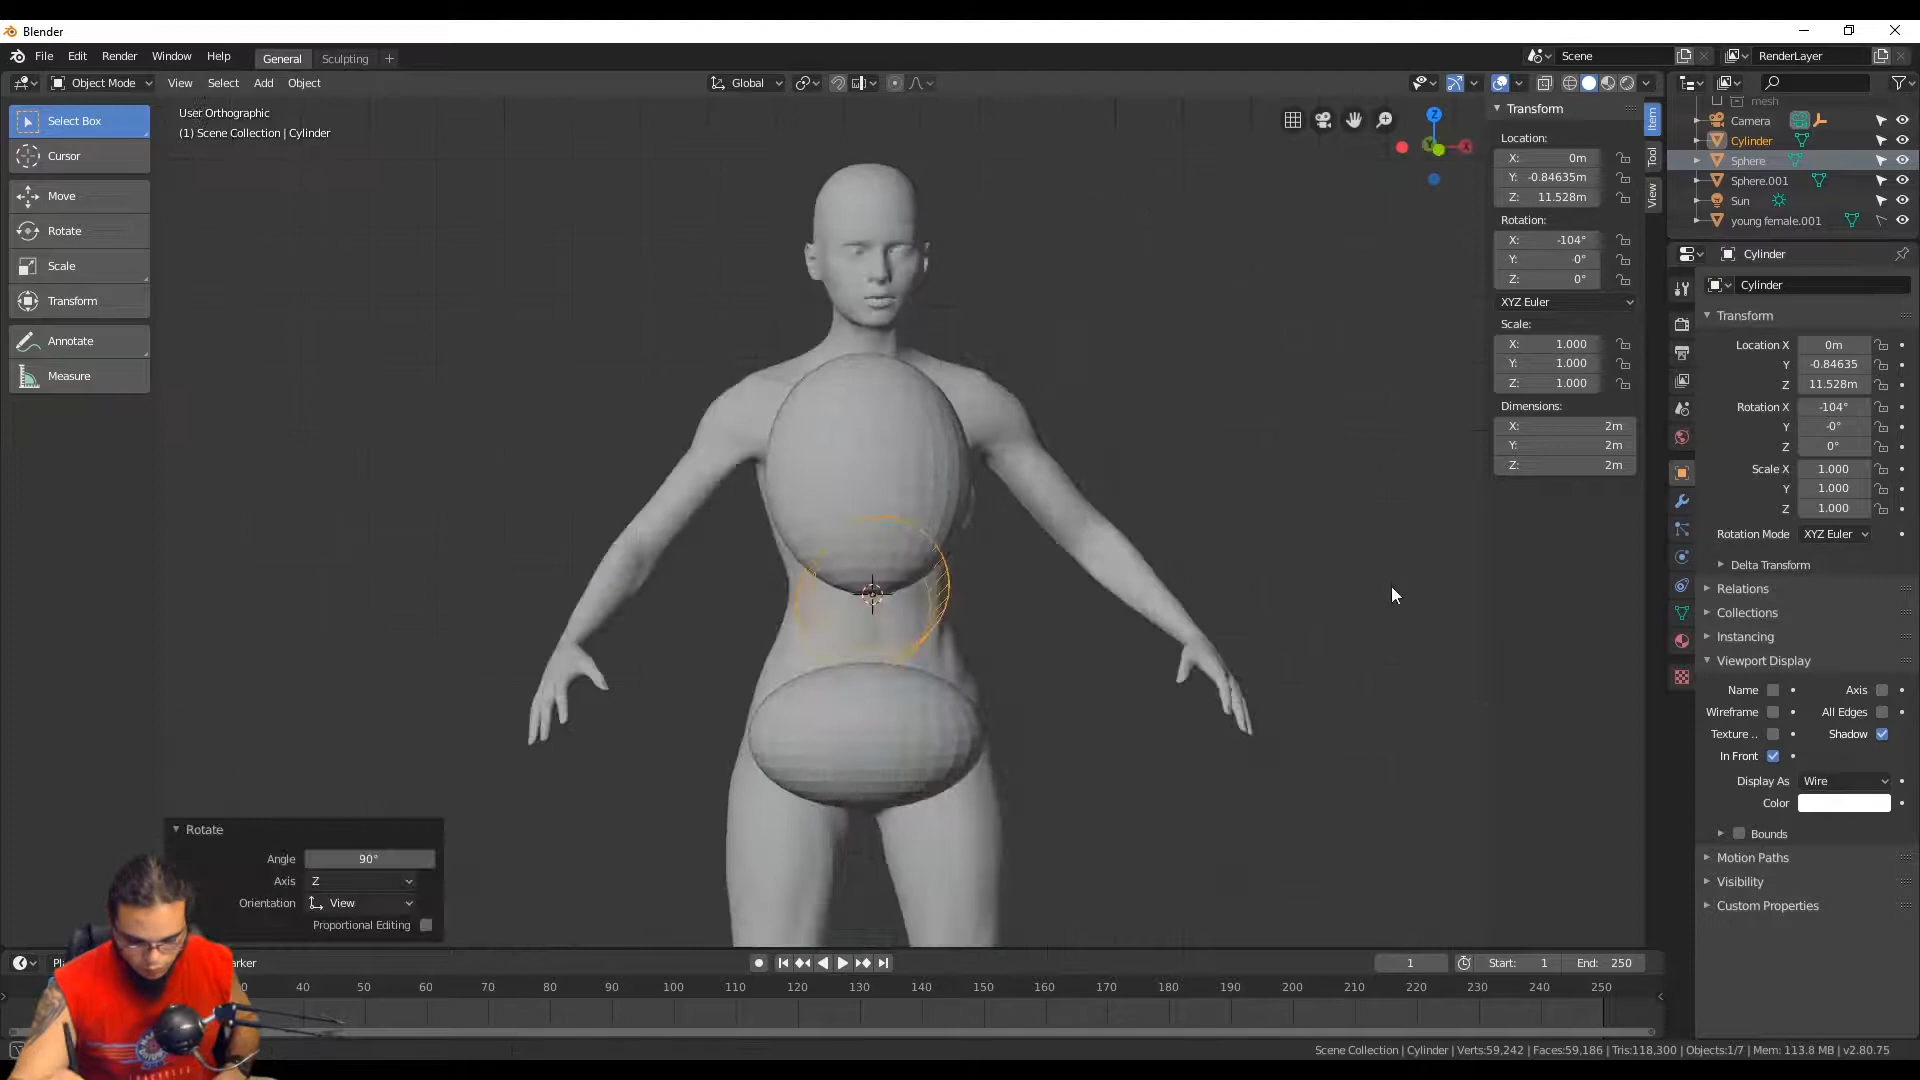 Blender
File Edit Render Window Help General Sculpting + Scene RenderLayer
Object Mode View Select Add Object Global
User Orthographic
(1) Scene Collection | Cylinder
Select Box
Cursor
Move
Rotate
Scale
Transform
Annotate
Measure
Transform
Location:
X: 0m
Y: -0.84635m
Z: 11.528m
Rotation:
X: -104°
Y: -0°
Z: 0°
XYZ Euler
Scale:
X: 1.000
Y: 1.000
Z: 1.000
Dimensions:
X: 2m
Y: 2m
Z: 2m
Item
Tool
View
mesh
Camera
Cylinder
Sphere
Sphere.001
Sun
young female.001
Cylinder
Cylinder
Transform
Location X 0m
Y -0.84635
Z 11.528m
Rotation X -104°
Y -0°
Z 0°
Scale X 1.000
Y 1.000
Z 1.000
Rotation Mode XYZ Euler
Delta Transform
Relations
Collections
Instancing
Viewport Display
Name Axis
Wireframe All Edges
Texture .. Shadow
In Front
Display As Wire
Color
Bounds
Motion Paths
Visibility
Custom Properties
Rotate
Angle 90°
Axis Z
Orientation View
Proportional Editing
1 Start: 1 End: 250
40 50 60 70 80 90 100 110 120 130 140 150 160 170 180 190 200 210 220 230 240 250
Scene Collection | Cylinder | Verts:59,242 | Faces:59,186 | Tris:118,300 | Objects:1/7 | Mem: 113.8 MB | v2.80.75